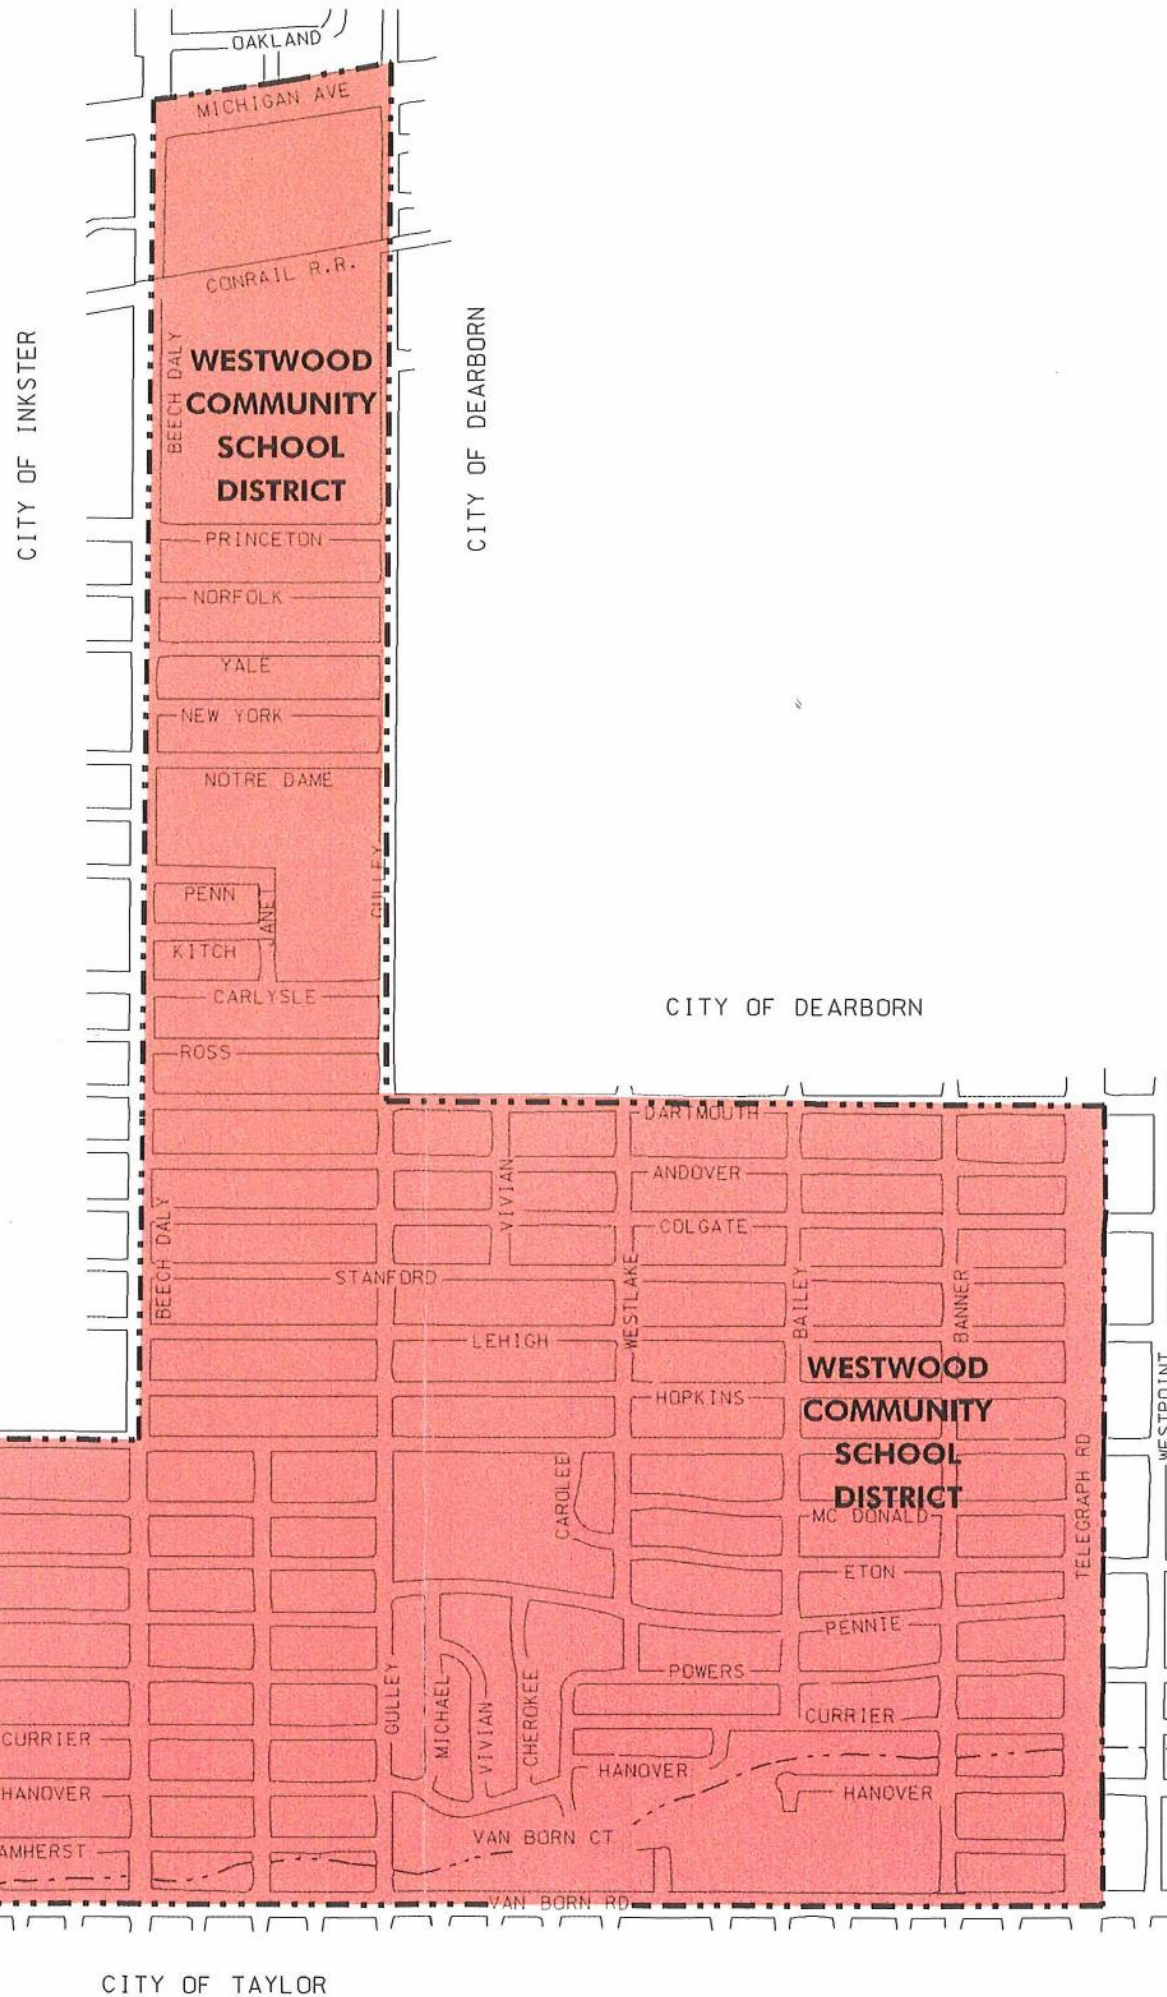 OAKLAND
MICHIGAN AVE
CONRAIL R.R.
CITY OF INKSTER
BEECH DALY
WESTWOOD
COMMUNITY
SCHOOL
DISTRICT
CITY OF DEARBORN
PRINCETON
NORFOLK
YALE
NEW YORK
NOTRE DAME
GULLEY
PENN
JANET
KITCH
CARLYSLE
CITY OF DEARBORN
ROSS
DARTMOUTH
VIVIAN
ANDOVER
COLGATE
BEECH DALY
STANFORD
WESTLAKE
BAILEY
BANNER
LEHIGH
WESTWOOD
COMMUNITY
SCHOOL
DISTRICT
WESTPOINT
HOPKINS
CAROLEE
TELEGRAPH RD
MC DONALD
ETON
PENNIE
POWERS
GULLEY
MICHAEL
VIVIAN
CHEROKEE
CURRIER
CURRIER
HANOVER
HANOVER
HANOVER
VAN BORN CT
AMHERST
VAN BORN RD
CITY OF TAYLOR